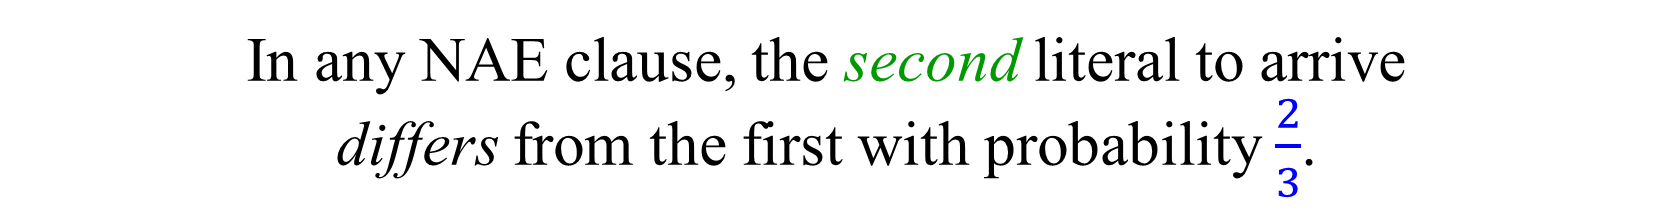 In any NAE clause, the second literal to arrive
differs from the first with probability 2/3.